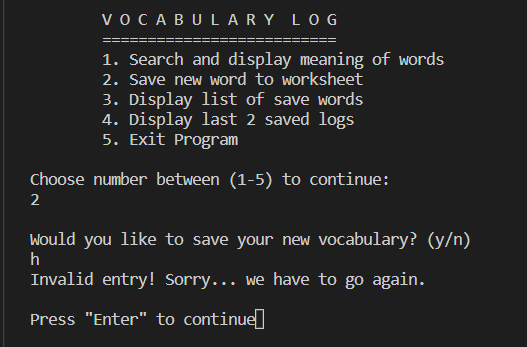 V O C A B U L A R Y  L O G
==========================
1. Search and display meaning of words
2. Save new word to worksheet
3. Display list of save words
4. Display last 2 saved logs
5. Exit Program
Choose number between (1-5) to continue:
2
Would you like to save your new vocabulary? (y/n)
h
Invalid entry! Sorry... we have to go again.
Press "Enter" to continue